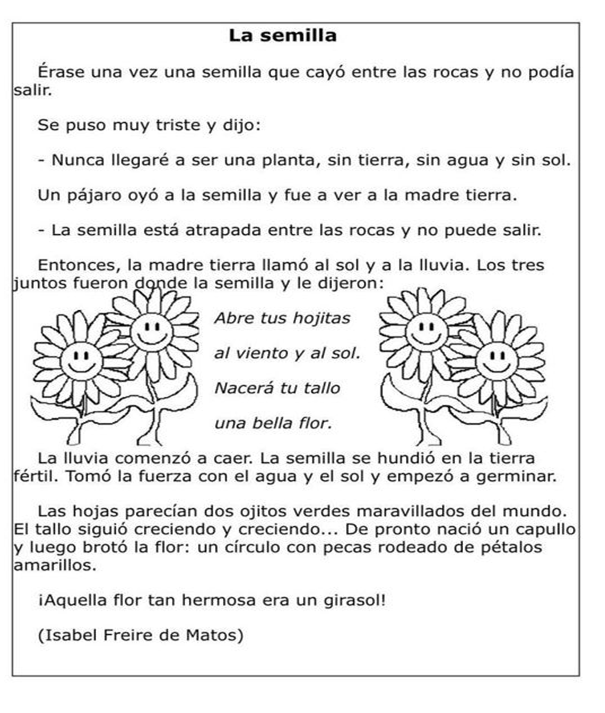 La semilla
Érase una vez una semilla que cayó entre las rocas y no podía
salir.
Se puso muy triste y dijo:
- Nunca llegaré a ser una planta, sin tierra, sin agua y sin sol.
Un pájaro oyó a la semilla y fue a ver a la madre tierra.
- La semilla está atrapada entre las rocas y no puede salir.
Entonces, la madre tierra llamó al sol y a la lluvia. Los tres
juntos fueron donde la semilla y le dijeron:
Abre tus hojitas
al viento y al sol.
Nacerá tu tallo
una bella flor.
La lluvia comenzó a caer. La semilla se hundió en la tierra
fértil. Tomó la fuerza con el agua y el sol y empezó a germinar.
Las hojas parecían dos ojitos verdes maravillados del mundo.
El tallo siguió creciendo y creciendo... De pronto nació un capullo
y luego brotó la flor: un círculo con pecas rodeado de pétalos
amarillos.
¡Aquella flor tan hermosa era un girasol!
(Isabel Freire de Matos)